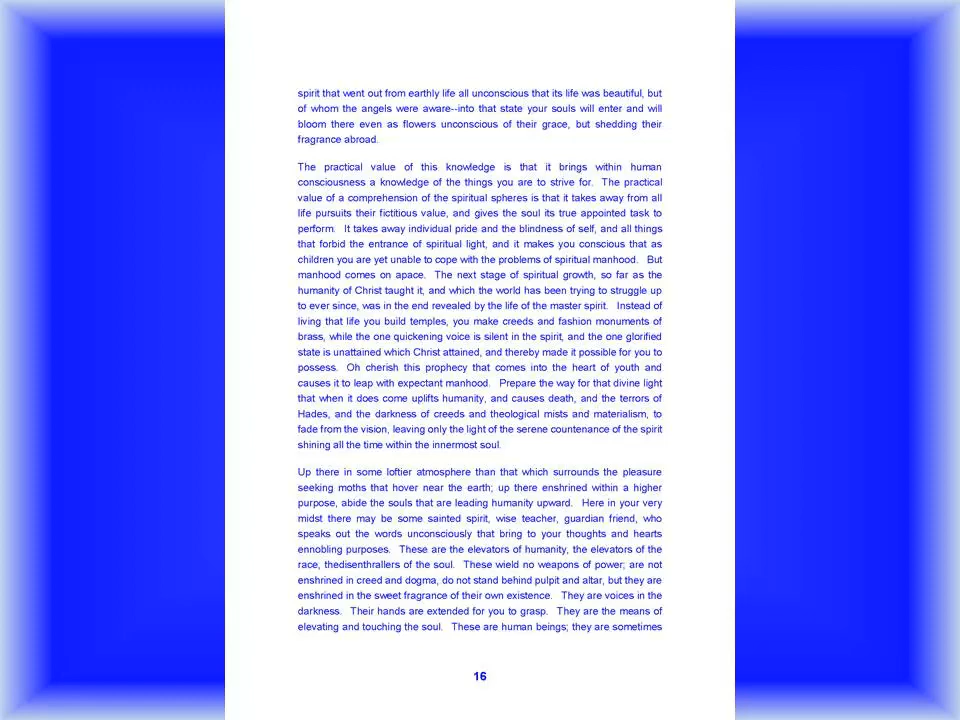 spirit that went out from earthly life all unconscious that its life was beautiful, but
of whom the angels were aware--into that state your souls will enter and will
bloom there even as flowers unconscious of their grace, but shedding their
fragrance abroad.
The practical value of this knowledge is that it brings within human
consciousness a knowledge of the things you are to strive for. The practical
value of a comprehension of the spiritual spheres is that it takes away from all
life pursuits their fictitious value, and gives the soul its true appointed task to
perform. It takes away individual pride and the blindness of self, and all things
that forbid the entrance of spiritual light, and it makes you conscious that as
children you are yet unable to cope with the problems of spiritual manhood. But
manhood comes on apace. The next stage of spiritual growth, so far as the
humanity of Christ taught it, and which the world has been trying to struggle up
to ever since, was in the end revealed by the life of the master spirit. Instead of
living that life you build temples, you make creeds and fashion monuments of
brass, while the one quickening voice is silent in the spirit, and the one glorified
state is unattained which Christ attained, and thereby made it possible for you to
possess. Oh cherish this prophecy that comes into the heart of youth and
causes it to leap with expectant manhood. Prepare the way for that divine light
that when it does come uplifts humanity, and causes death, and the terrors of
Hades, and the darkness of creeds and theological mists and materialism, to
fade from the vision, leaving only the light of the serene countenance of the spirit
shining all the time within the innermost soul.
Up there in some loftier atmosphere than that which surrounds the pleasure
seeking moths that hover near the earth; up there enshrined within a higher
purpose, abide the souls that are leading humanity upward. Here in your very
midst there may be some sainted spirit, wise teacher, guardian friend, who
speaks out the words unconsciously that bring to your thoughts and hearts
ennobling purposes. These are the elevators of humanity, the elevators of the
race, thedisenthrallers of the soul. These wield no weapons of power; are not
enshrined in creed and dogma, do not stand behind pulpit and altar, but they are
enshrined in the sweet fragrance of their own existence. They are voices in the
darkness. Their hands are extended for you to grasp. They are the means of
elevating and touching the soul. These are human beings; they are sometimes
16